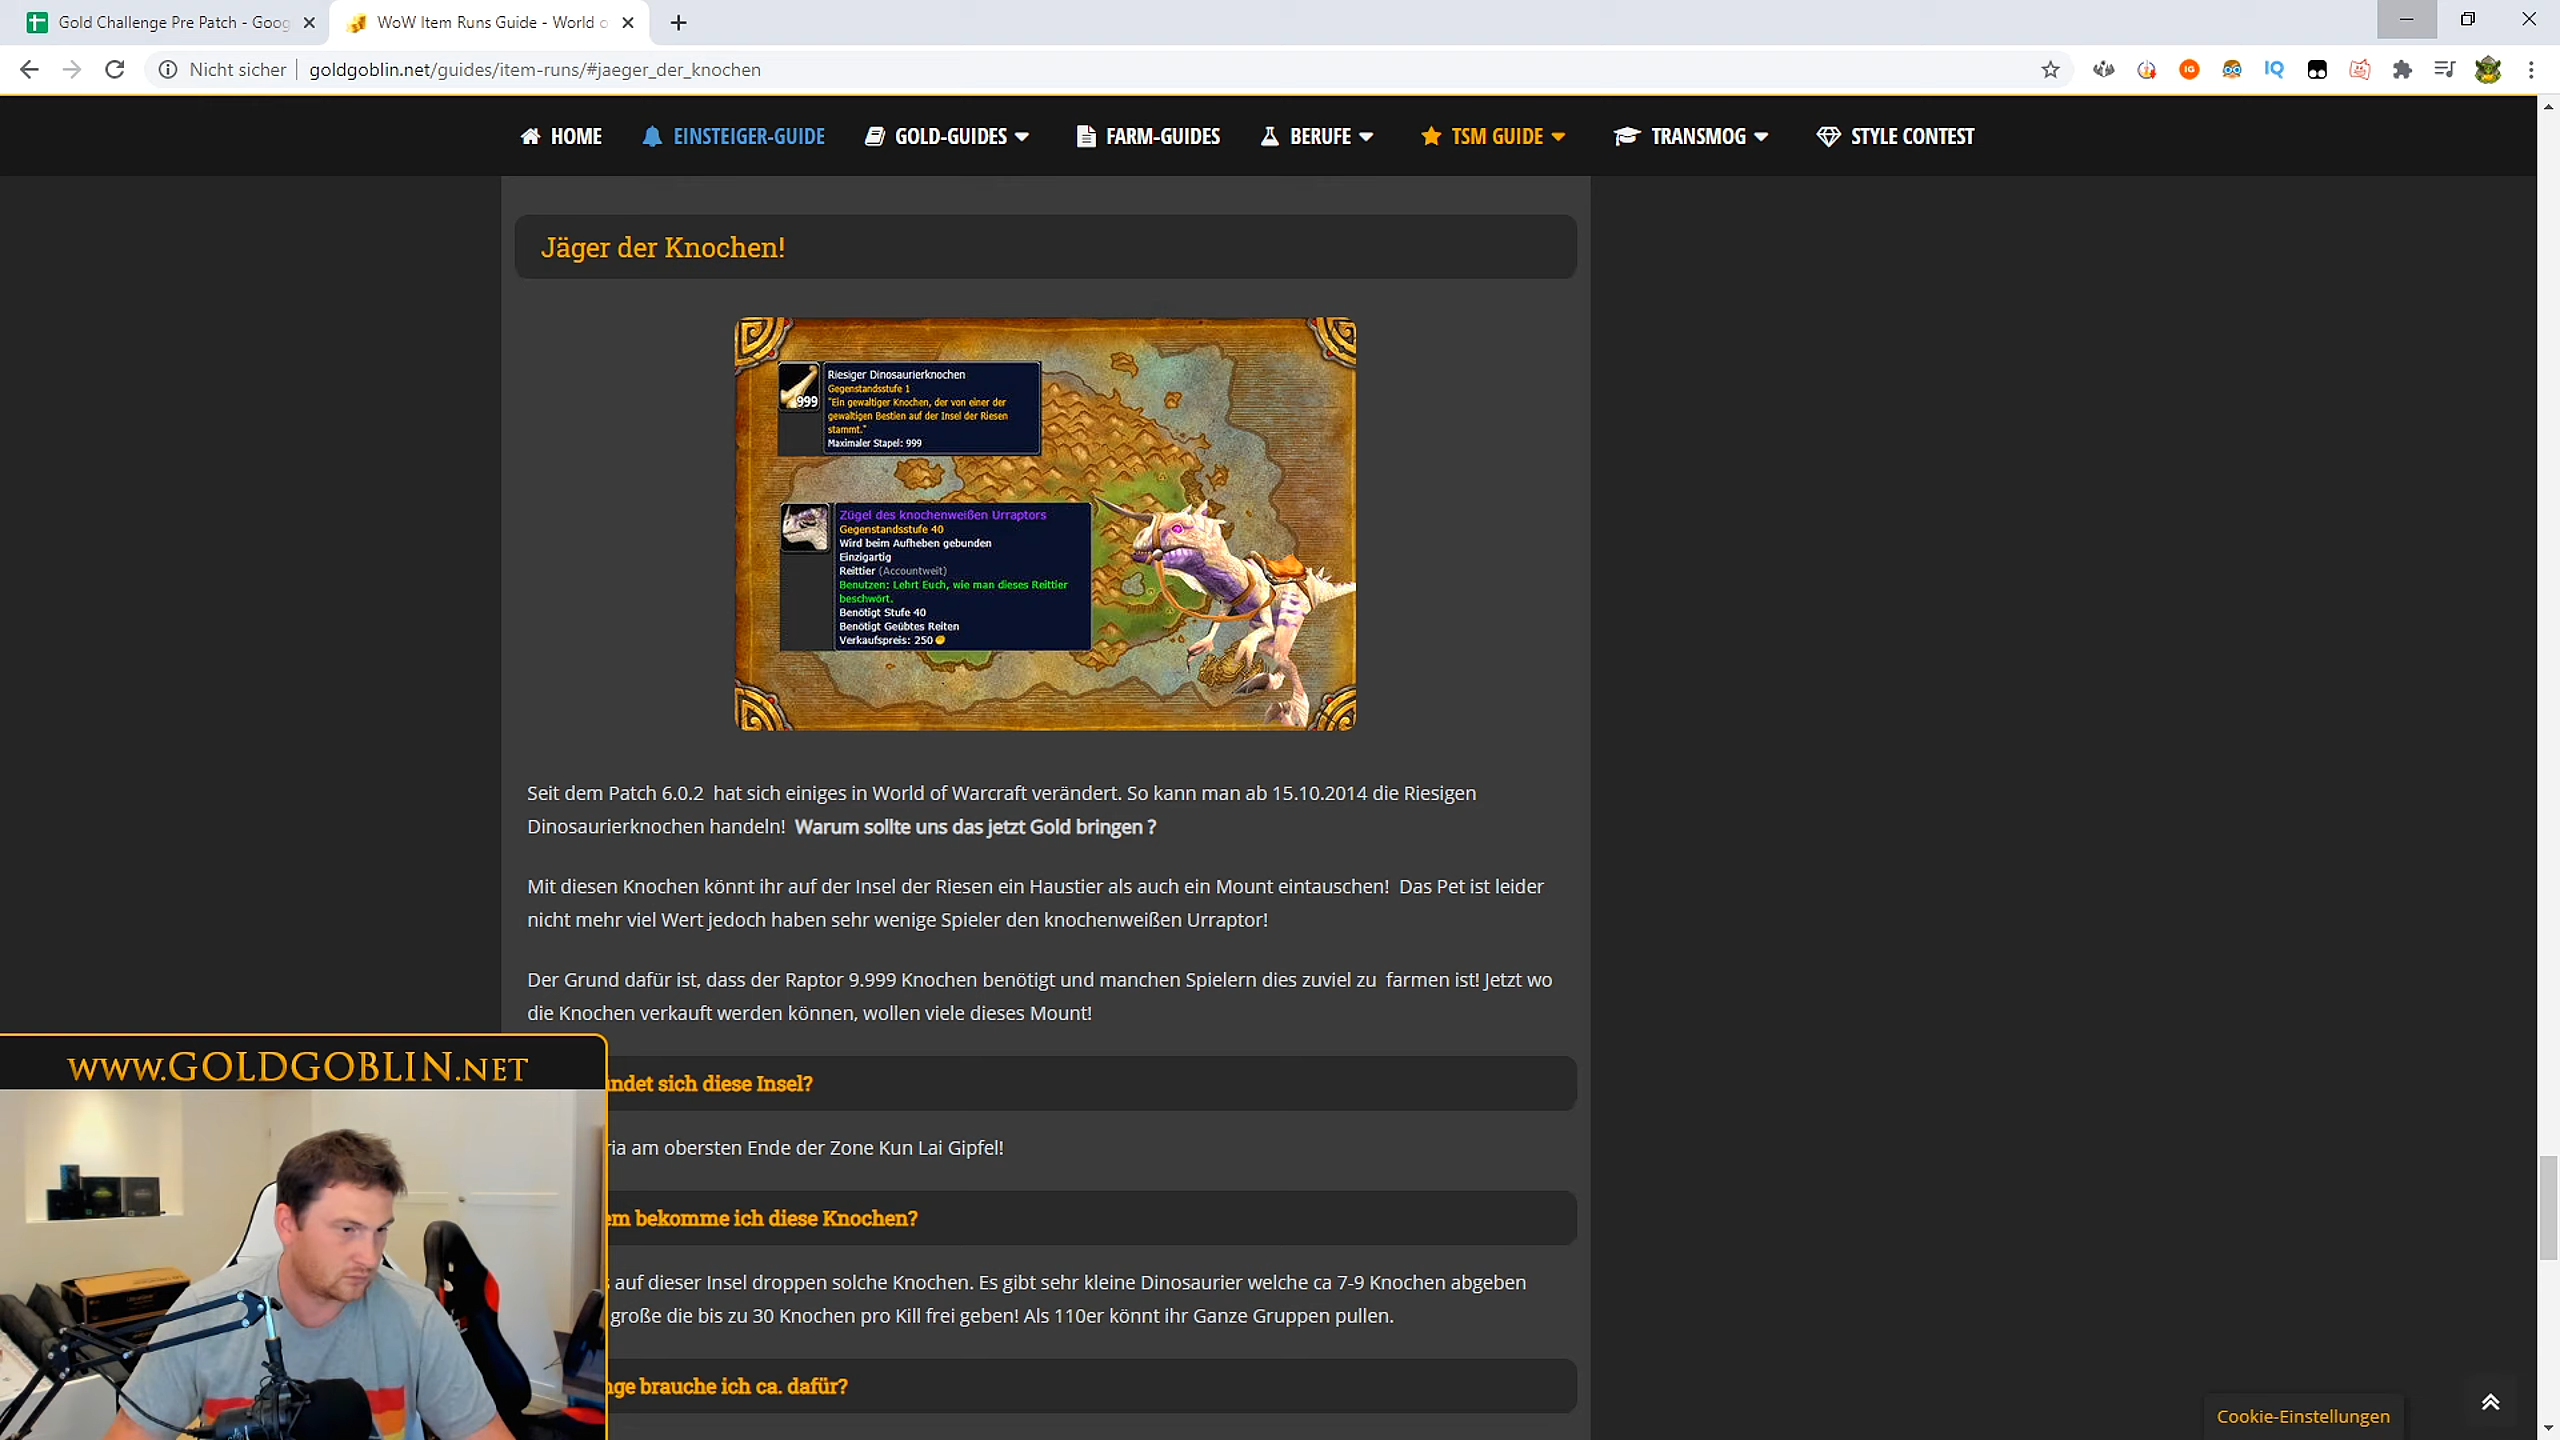 Gold Challenge Pre Patch - Goog
WoW Item Runs Guide - World o
Nicht sicher
goldgoblin.net/guides/item-runs/#jaeger_der_knochen
IG
IQ
HOME
EINSTEIGER-GUIDE
GOLD-GUIDES
FARM-GUIDES
BERUFE
TSM GUIDE
TRANSMOG
STYLE CONTEST
Jäger der Knochen!
999
Riesiger Dinosaurierknochen
Gegenstandsstufe 1
"Ein gewaltiger Knochen, der von einer der
gewaltigen Bestien auf der Insel der Riesen
stammt."
Maximaler Stapel: 999
Zügel des knochenweißen Urraptors
Gegenstandsstufe 40
Wird beim Aufheben gebunden
Einzigartig
Reittier (Accountweit)
Benutzen: Lehrt Euch, wie man dieses Reittier
beschwört.
Benötigt Stufe 40
Benötigt Geübtes Reiten
Verkaufspreis: 250
Seit dem Patch 6.0.2 hat sich einiges in World of Warcraft verändert. So kann man ab 15.10.2014 die Riesigen
Dinosaurierknochen handeln! Warum sollte uns das jetzt Gold bringen ?
Mit diesen Knochen könnt ihr auf der Insel der Riesen ein Haustier als auch ein Mount eintauschen! Das Pet ist leider
nicht mehr viel Wert jedoch haben sehr wenige Spieler den knochenweißen Urraptor!
Der Grund dafür ist, dass der Raptor 9.999 Knochen benötigt und manchen Spielern dies zuviel zu farmen ist! Jetzt wo
die Knochen verkauft werden können, wollen viele dieses Mount!
www.GOLDGOBLIN.NET
ndet sich diese Insel?
ria am obersten Ende der Zone Kun Lai Gipfel!
em bekomme ich diese Knochen?
auf dieser Insel droppen solche Knochen. Es gibt sehr kleine Dinosaurier welche ca 7-9 Knochen abgeben
große die bis zu 30 Knochen pro Kill frei geben! Als 110er könnt ihr Ganze Gruppen pullen.
nge brauche ich ca. dafür?
Cookie-Einstellungen